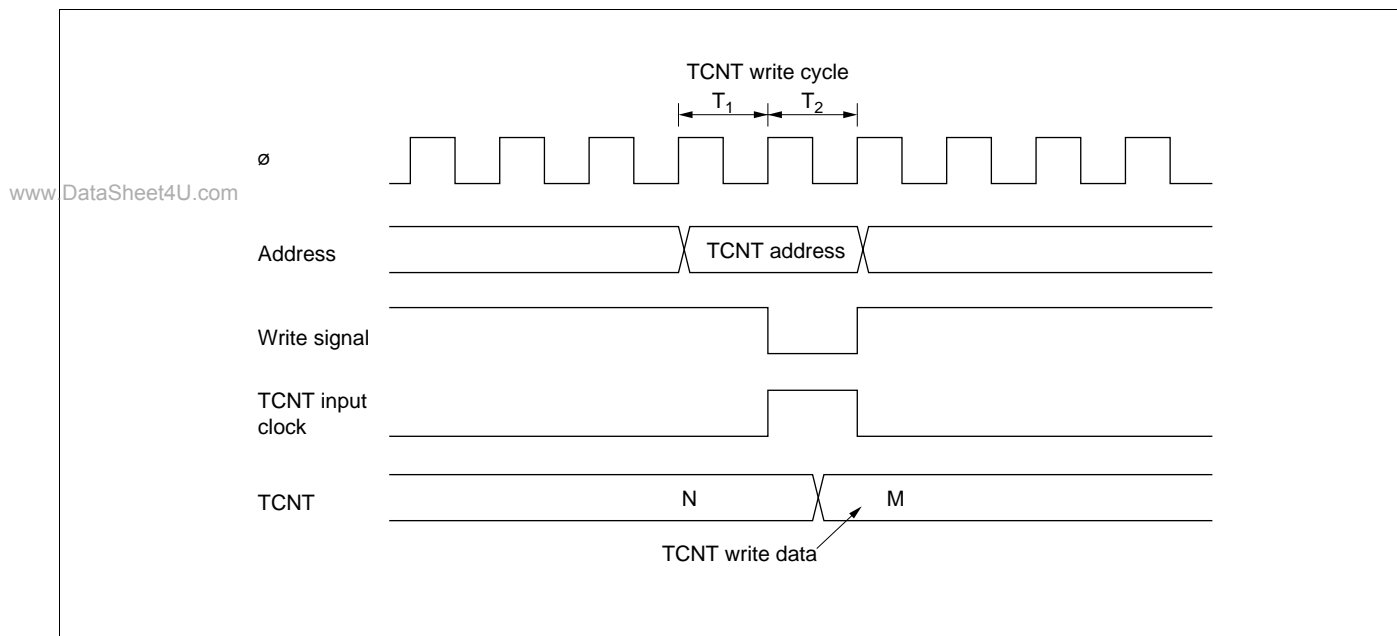 TCNT write cycle
T1 T2
ø
www.DataSheet4U.com
Address
TCNT address
Write signal
TCNT input
clock
TCNT
N
M
TCNT write data